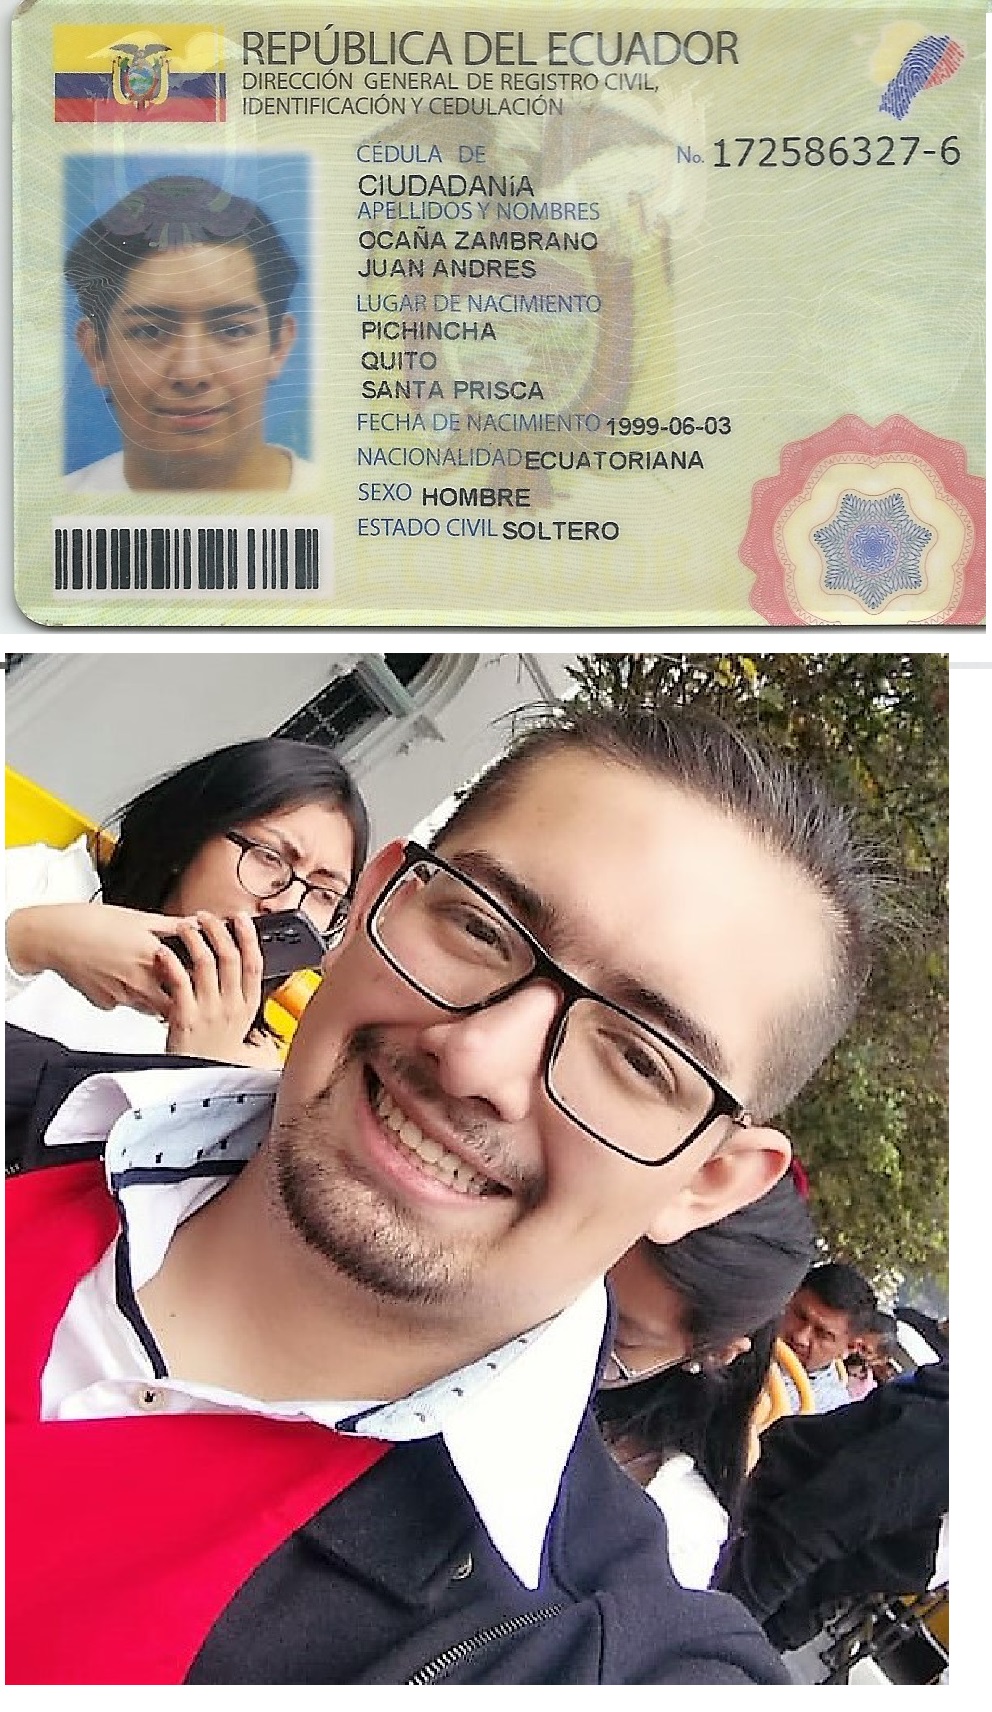 REPÚBLICA DEL ECUADOR
DIRECCIÓN GENERAL DE REGISTRO CIVIL,
IDENTIFICACIÓN Y CEDULACIÓN
CÉDULA DE No. 172586327-6
CIUDADANíA
APELLIDOS Y NOMBRES
OCAÑA ZAMBRANO
JUAN ANDRES
LUGAR DE NACIMIENTO
PICHINCHA
QUITO
SANTA PRISCA
FECHA DE NACIMIENTO 1999-06-03
NACIONALIDAD ECUATORIANA
SEXO HOMBRE
ESTADO CIVIL SOLTERO